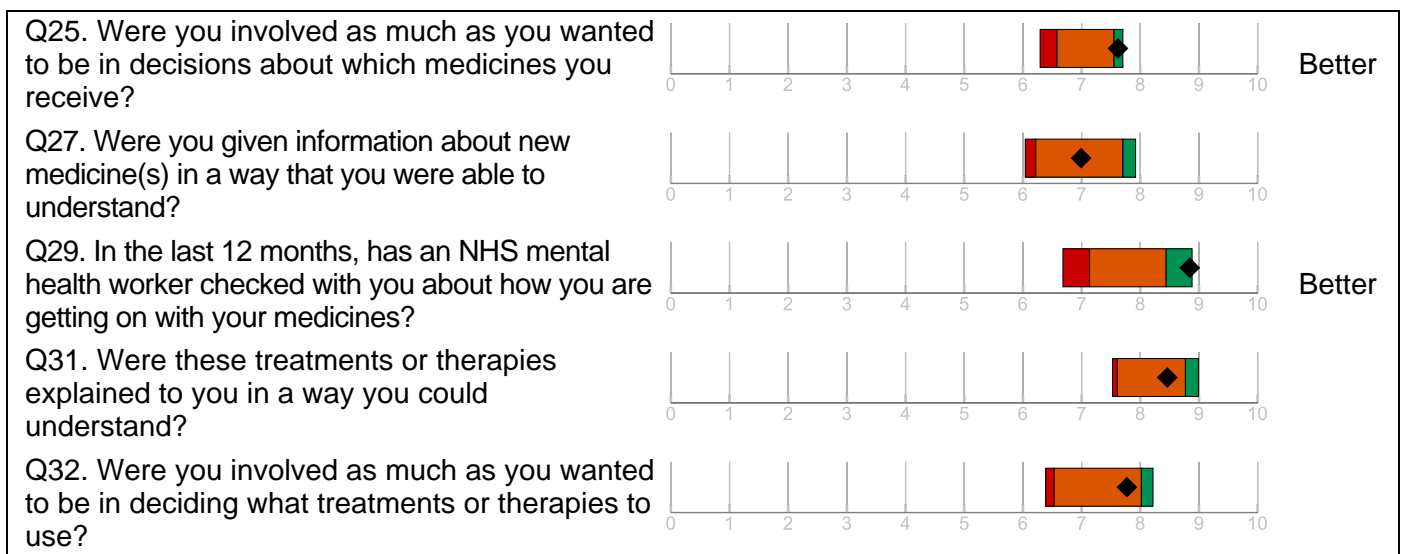 Q25. Were you involved as much as you wanted
to be in decisions about which medicines you
receive?
0 1 2 3 4 5 6 7 8 9 10
Better
Q27. Were you given information about new
medicine(s) in a way that you were able to
understand?
0 1 2 3 4 5 6 7 8 9 10
Q29. In the last 12 months, has an NHS mental
health worker checked with you about how you are
getting on with your medicines?
0 1 2 3 4 5 6 7 8 9 10
Better
Q31. Were these treatments or therapies
explained to you in a way you could
understand?
0 1 2 3 4 5 6 7 8 9 10
Q32. Were you involved as much as you wanted
to be in deciding what treatments or therapies to
use?
0 1 2 3 4 5 6 7 8 9 10